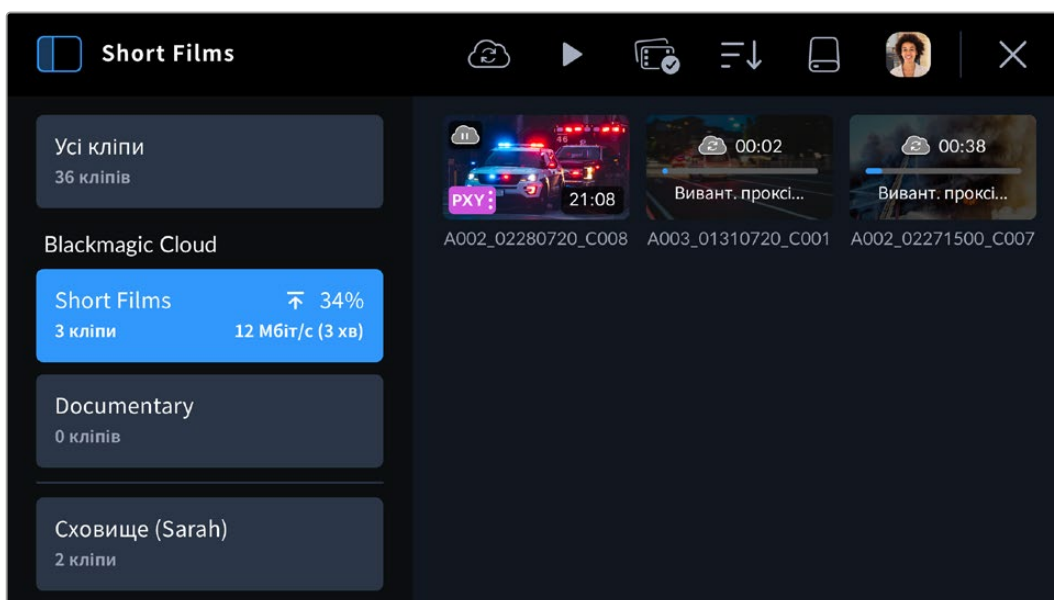 Short Films
Усі кліпи
36 кліпів
Blackmagic Cloud
Short Films 34%
3 кліпи 12 Мбіт/с (3 хв)
Documentary
0 кліпів
Сховище (Sarah)
2 кліпи
46
PXY 21:08
A002_02280720_C008
00:02
Вивант. проксі...
A003_01310720_C001
00:38
Вивант. проксі...
A002_02271500_C007